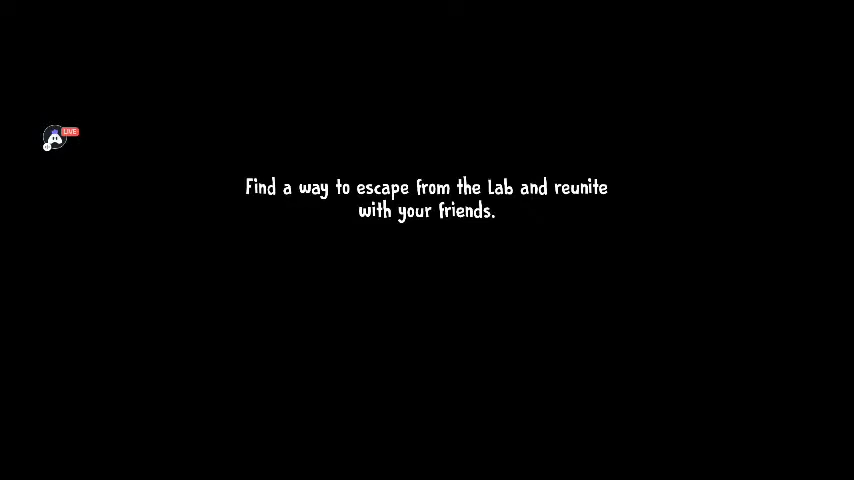 LIVE
Find a way to escape from the Lab and reunite
with your friends.